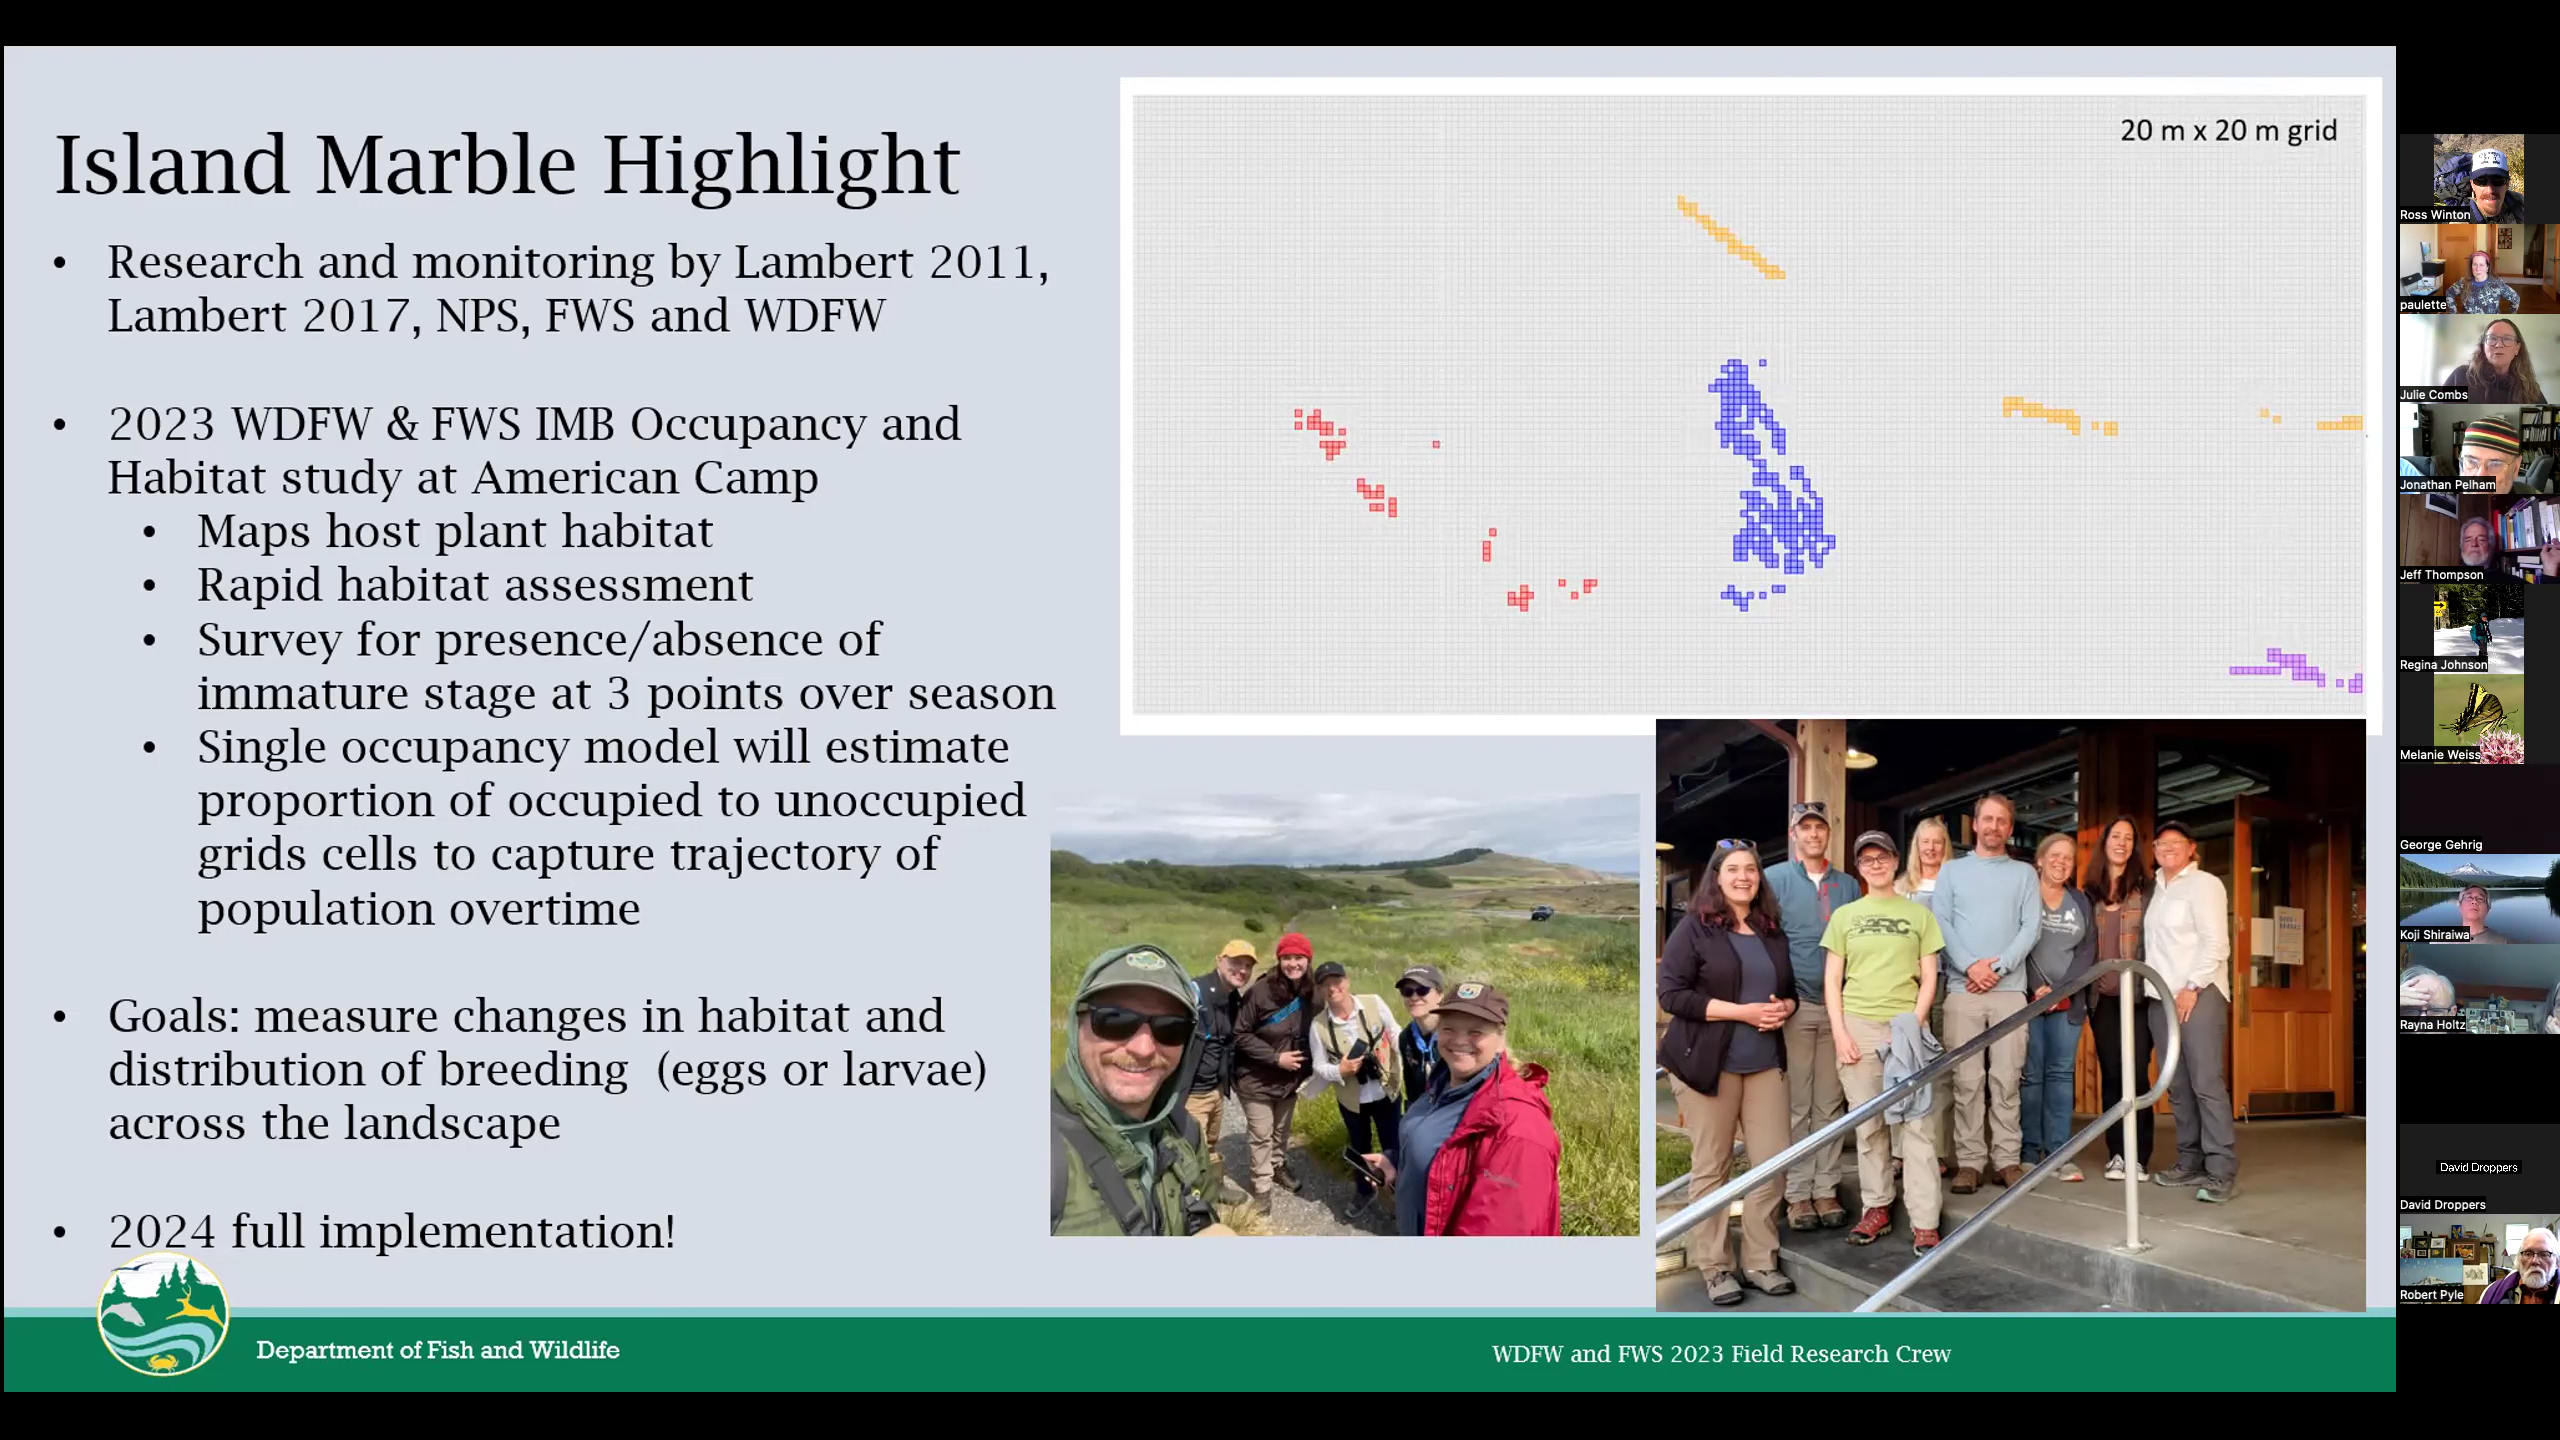 Island Marble Highlight
• Research and monitoring by Lambert 2011,
Lambert 2017, NPS, FWS and WDFW
• 2023 WDFW & FWS IMB Occupancy and
Habitat study at American Camp
• Maps host plant habitat
• Rapid habitat assessment
• Survey for presence/absence of
immature stage at 3 points over season
• Single occupancy model will estimate
proportion of occupied to unoccupied
grids cells to capture trajectory of
population overtime
• Goals: measure changes in habitat and
distribution of breeding  (eggs or larvae)
across the landscape
• 2024 full implementation!
20 m x 20 m grid
Department of Fish and Wildlife
WDFW and FWS 2023 Field Research Crew
Ross Winton
paulette
Julie Combs
Jonathan Pelham
Jeff Thompson
Regina Johnson
Melanie Weiss
George Gehrig
Koji Shiraiwa
Rayna Holtz
David Droppers
David Droppers
Robert Pyle